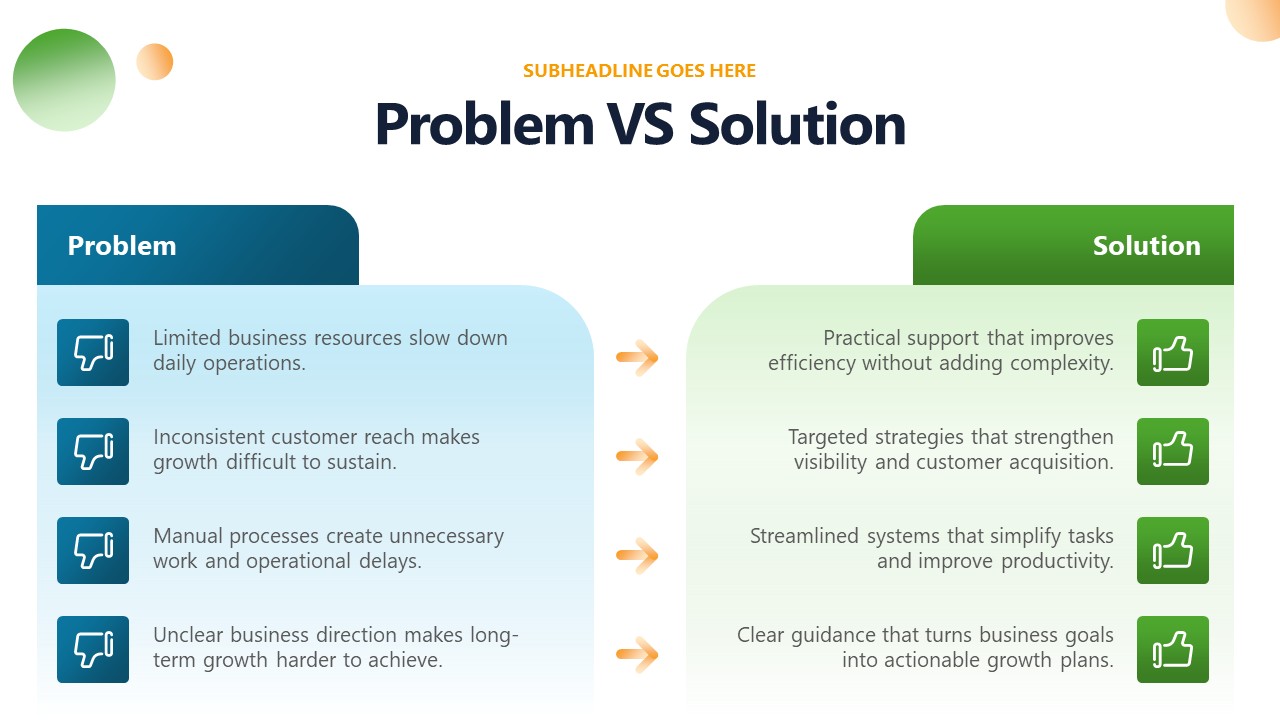 SUBHEADLINE GOES HERE
Problem VS Solution
Problem
Limited business resources slow down
daily operations.
Inconsistent customer reach makes
growth difficult to sustain.
Manual processes create unnecessary
work and operational delays.
Unclear business direction makes long-
term growth harder to achieve.
Solution
Practical support that improves
efficiency without adding complexity.
Targeted strategies that strengthen
visibility and customer acquisition.
Streamlined systems that simplify tasks
and improve productivity.
Clear guidance that turns business goals
into actionable growth plans.